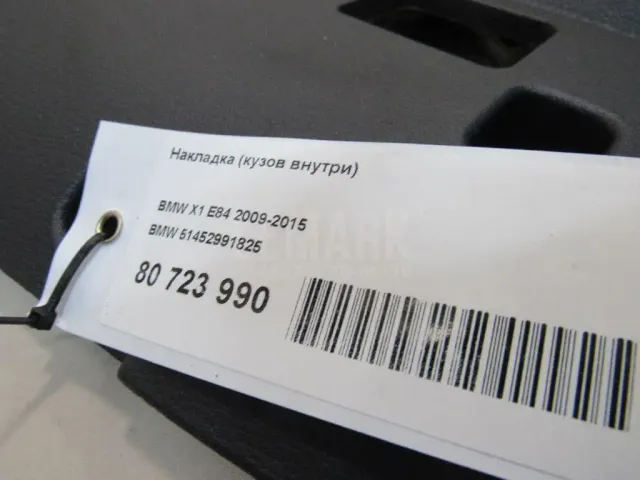 Накладка (кузов внутри)
BMW X1 E84 2009-2015
BMW 51452991825
80 723 990